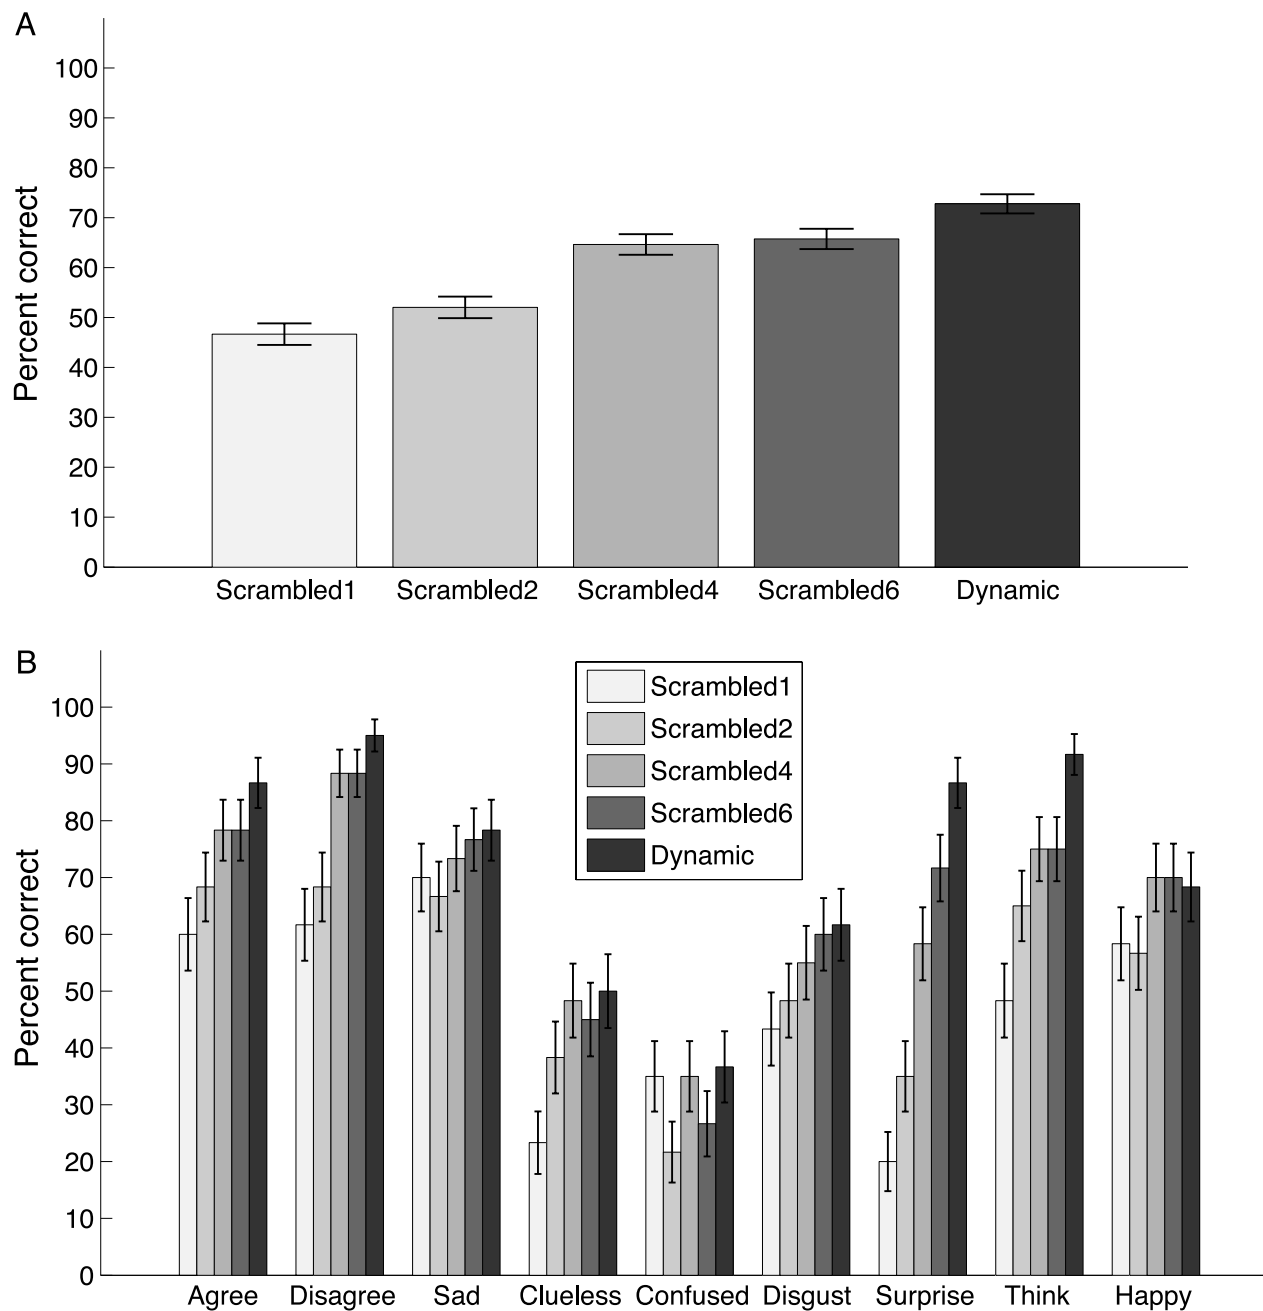 A
Percent correct
100
90
80
70
60
50
40
30
20
10
0
Scrambled1 Scrambled2 Scrambled4 Scrambled6 Dynamic
B
Percent correct
100
90
80
70
60
50
40
30
20
10
0
Scrambled1
Scrambled2
Scrambled4
Scrambled6
Dynamic
Agree Disagree Sad Clueless Confused Disgust Surprise Think Happy